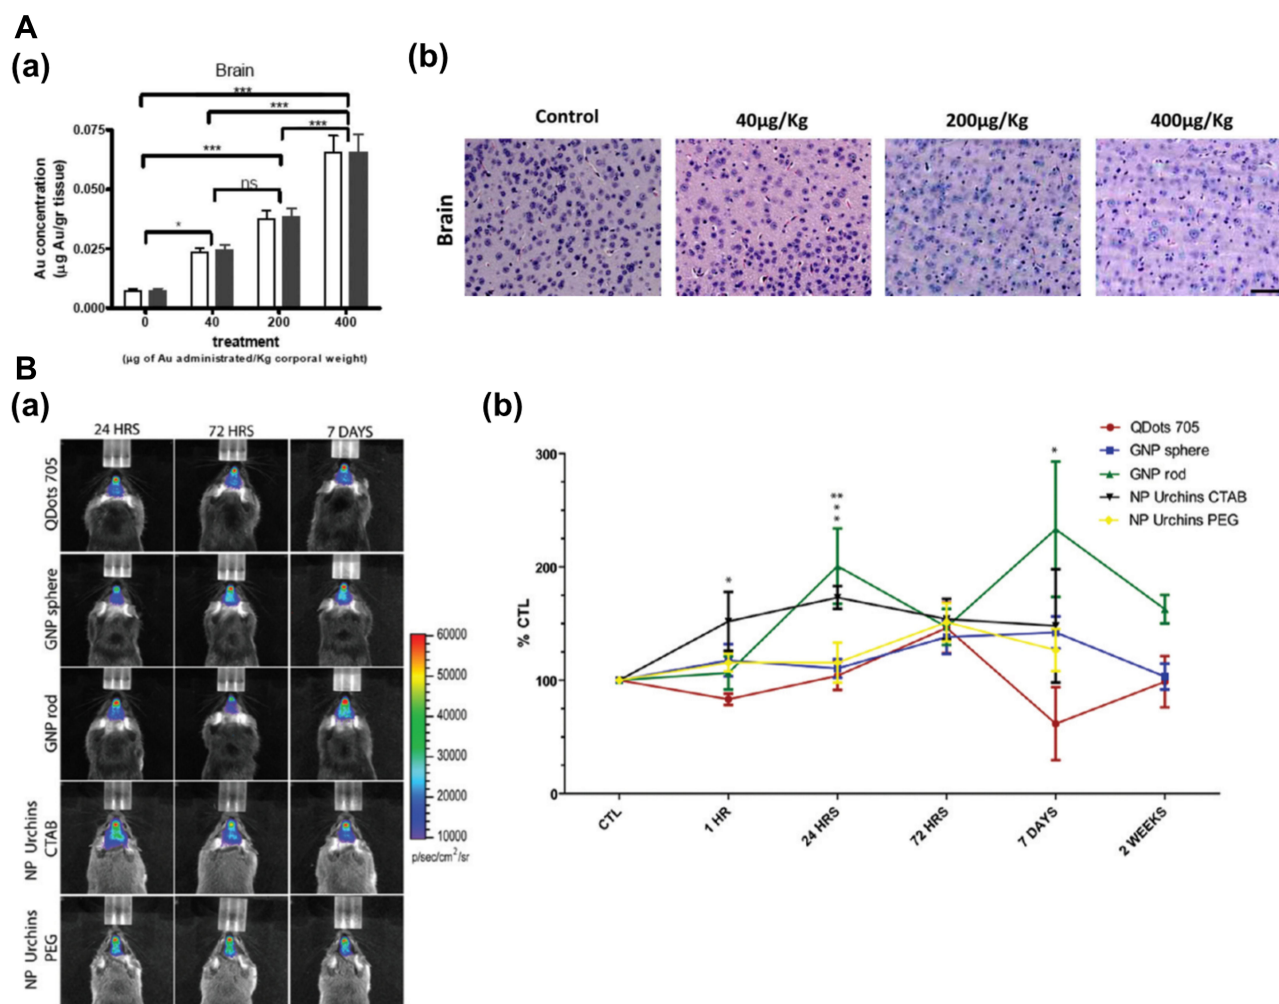 A
(a)
Brain
***
***
***
***
ns
*
0.075
0.050
0.025
0.000
Au concentration
(µg Au/gr tissue)
0 40 200 400
treatment
(µg of Au administrated/Kg corporal weight)
(b)
Control 40µg/Kg 200µg/Kg 400µg/Kg
Brain
B
(a)
24 HRS 72 HRS 7 DAYS
QDots 705
GNP sphere
GNP rod
NP Urchins
CTAB
NP Urchins
PEG
60000
50000
40000
30000
20000
10000
p/sec/cm²/sr
(b)
QDots 705
GNP sphere
GNP rod
NP Urchins CTAB
NP Urchins PEG
300
200
100
0
% CTL
*
**
*
*
*
CTL 1 HR 24 HRS 72 HRS 7 DAYS 2 WEEKS